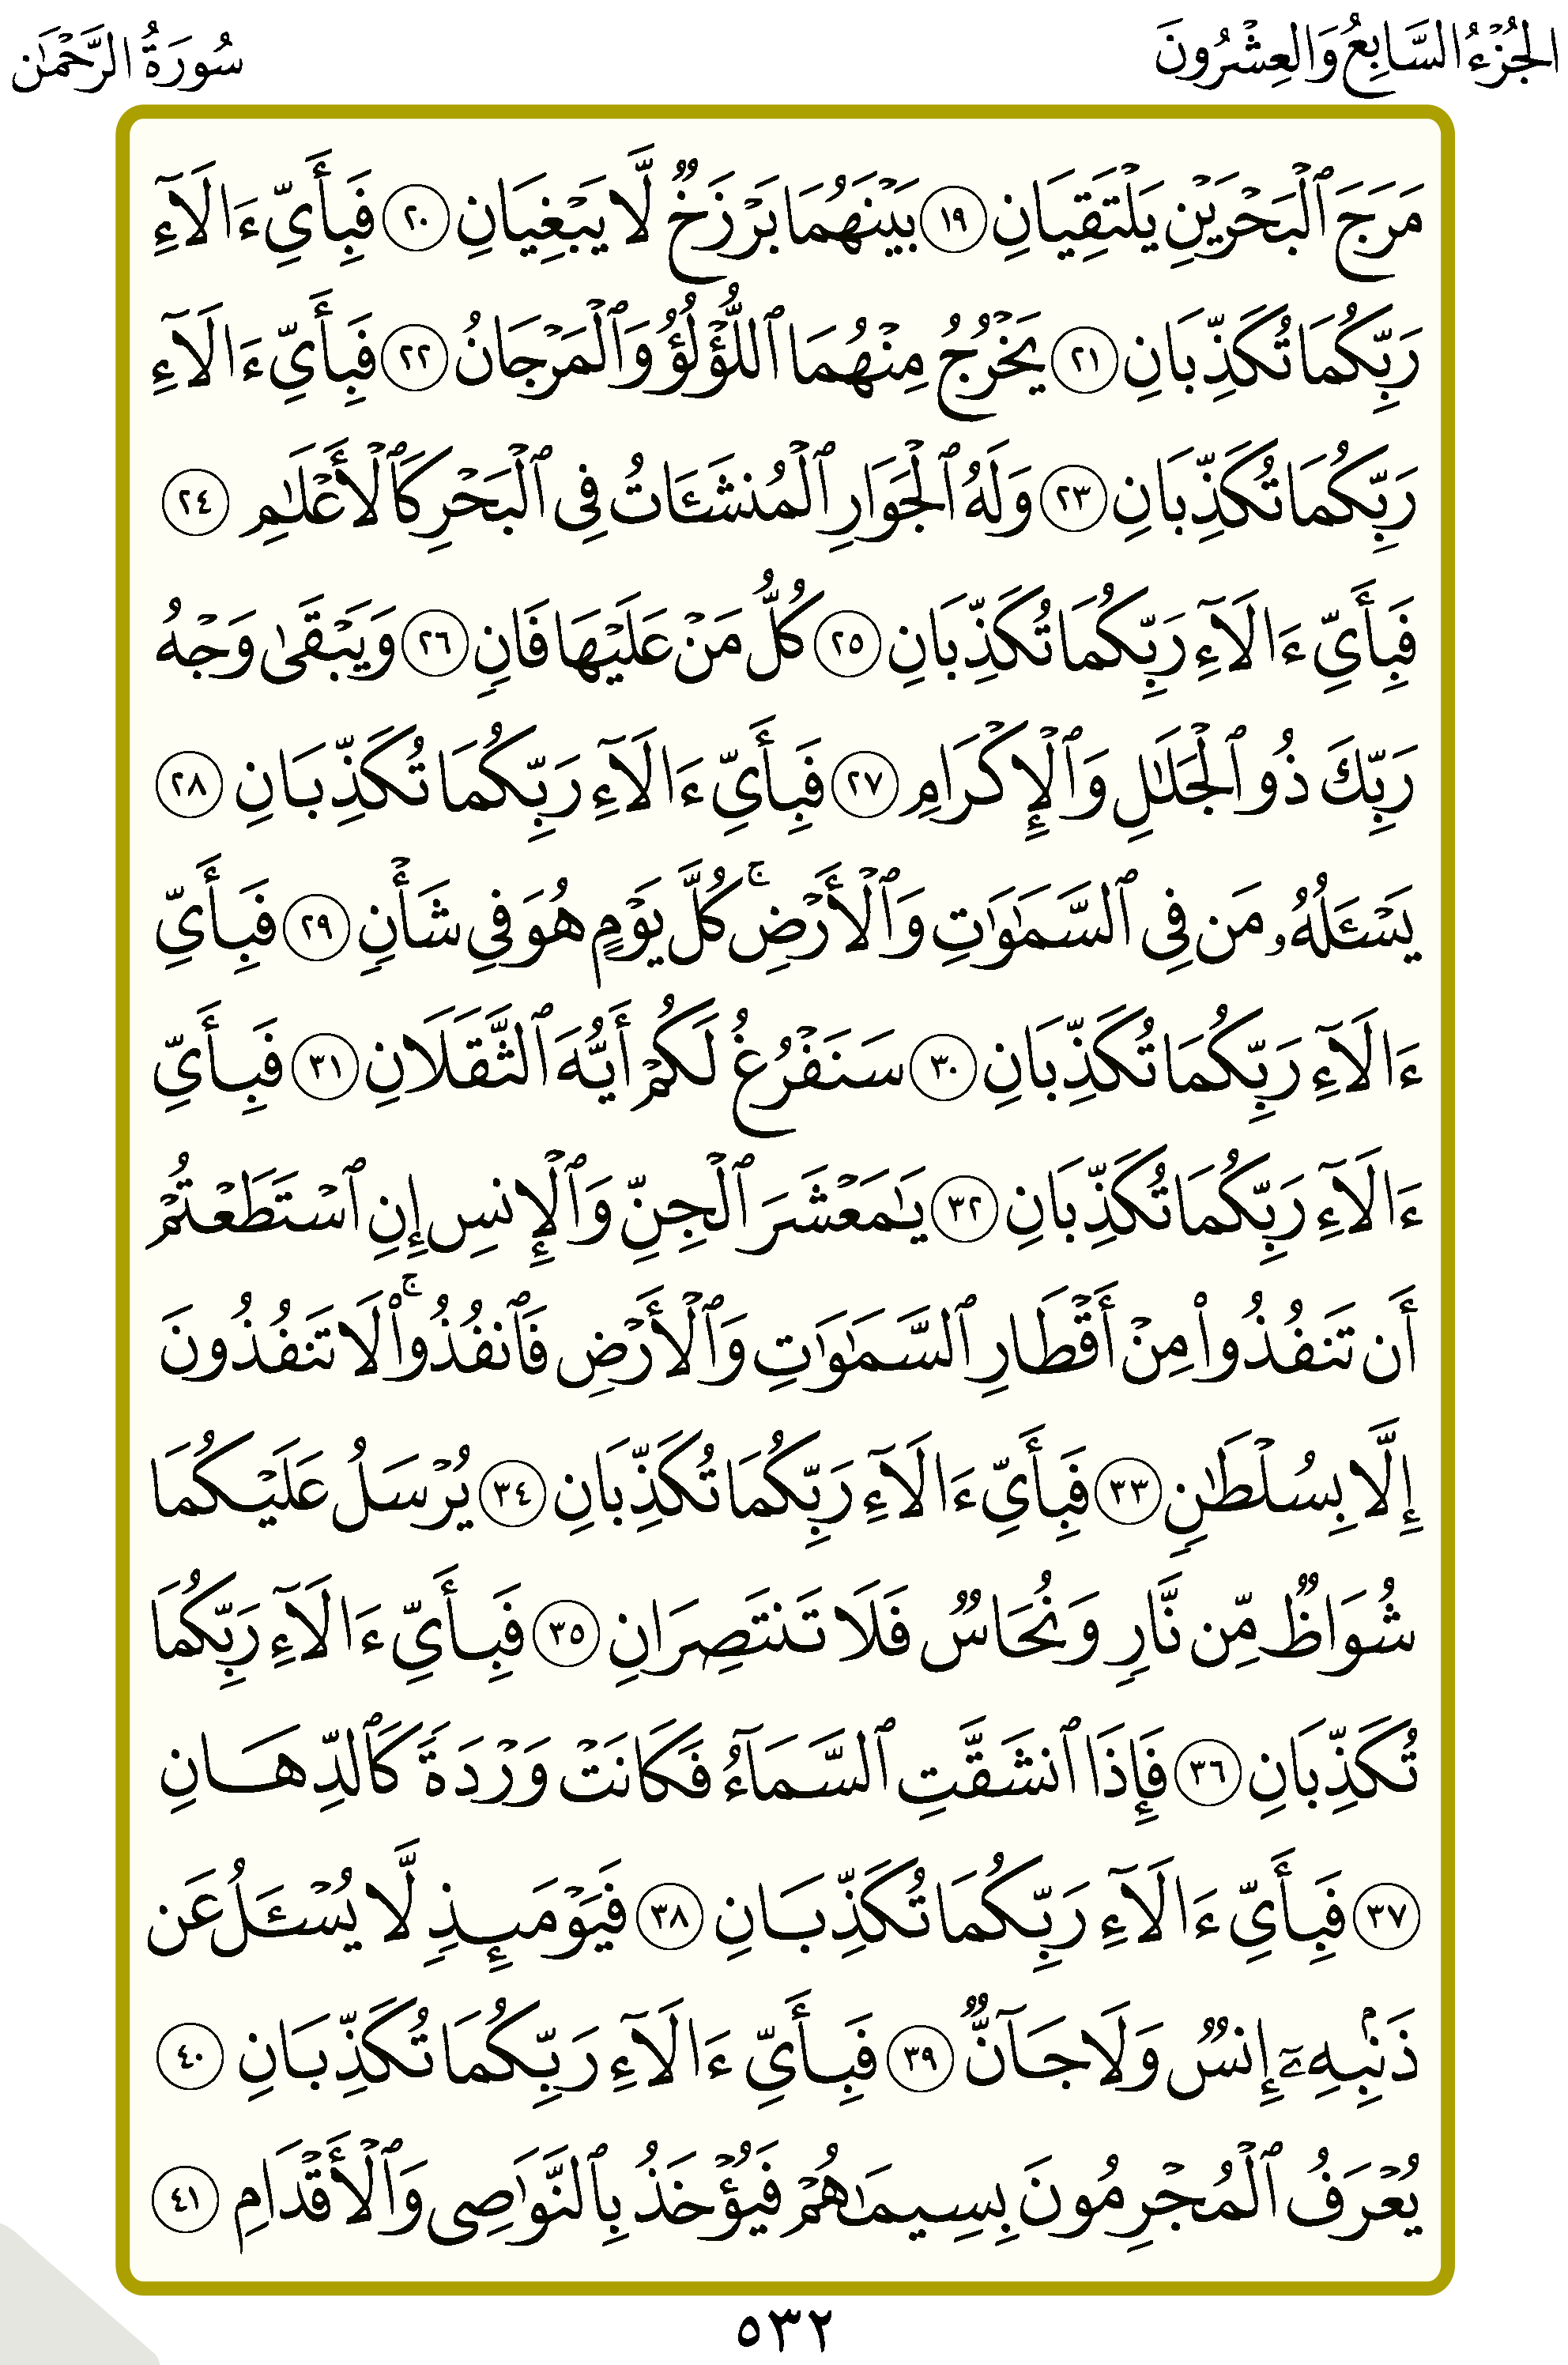 الجُزْءُ السَّابِعُ وَالعِشْرُونَ
سُورَةُ الرَّحْمَٰن
مَرَجَ ٱلْبَحْرَيْنِ يَلْتَقِيَانِ ١٩ بَيْنَهُمَا بَرْزَخٌ لَّا يَبْغِيَانِ ٢٠ فَبِأَيِّ ءَالَآءِ
رَبِّكُمَا تُكَذِّبَانِ ٢١ يَخْرُجُ مِنْهُمَا ٱللُّؤْلُؤُ وَٱلْمَرْجَانُ ٢٢ فَبِأَيِّ ءَالَآءِ
رَبِّكُمَا تُكَذِّبَانِ ٢٣ وَلَهُ ٱلْجَوَارِ ٱلْمُنشَـَٔاتُ فِى ٱلْبَحْرِ كَٱلْأَعْلَٰمِ ٢٤
فَبِأَيِّ ءَالَآءِ رَبِّكُمَا تُكَذِّبَانِ ٢٥ كُلُّ مَنْ عَلَيْهَا فَانٍ ٢٦ وَيَبْقَىٰ وَجْهُ
رَبِّكَ ذُو ٱلْجَلَٰلِ وَٱلْإِكْرَامِ ٢٧ فَبِأَيِّ ءَالَآءِ رَبِّكُمَا تُكَذِّبَانِ ٢٨
يَسْـَٔلُهُۥ مَن فِى ٱلسَّمَٰوَٰتِ وَٱلْأَرْضِ ۚ كُلَّ يَوْمٍ هُوَ فِي شَأْنٍ ٢٩ فَبِأَيِّ
ءَالَآءِ رَبِّكُمَا تُكَذِّبَانِ ٣٠ سَنَفْرُغُ لَكُمْ أَيُّهَ ٱلثَّقَلَانِ ٣١ فَبِأَيِّ
ءَالَآءِ رَبِّكُمَا تُكَذِّبَانِ ٣٢ يَٰمَعْشَرَ ٱلْجِنِّ وَٱلْإِنسِ إِنِ ٱسْتَطَعْتُمْ
أَن تَنفُذُوا۟ مِنْ أَقْطَارِ ٱلسَّمَٰوَٰتِ وَٱلْأَرْضِ فَٱنفُذُوا۟ ۚ لَا تَنفُذُونَ
إِلَّا بِسُلْطَٰنٍ ٣٣ فَبِأَيِّ ءَالَآءِ رَبِّكُمَا تُكَذِّبَانِ ٣٤ يُرْسَلُ عَلَيْكُمَا
شُوَاظٌ مِّن نَّارٍ وَنُحَاسٌ فَلَا تَنتَصِرَانِ ٣٥ فَبِأَيِّ ءَالَآءِ رَبِّكُمَا
تُكَذِّبَانِ ٣٦ فَإِذَا ٱنشَقَّتِ ٱلسَّمَآءُ فَكَانَتْ وَرْدَةً كَٱلدِّهَانِ
٣٧ فَبِأَيِّ ءَالَآءِ رَبِّكُمَا تُكَذِّبَانِ ٣٨ فَيَوْمَئِذٍ لَّا يُسْـَٔلُ عَن
ذَنۢبِهِۦٓ إِنسٌ وَلَا جَآنٌّ ٣٩ فَبِأَيِّ ءَالَآءِ رَبِّكُمَا تُكَذِّبَانِ ٤٠
يُعْرَفُ ٱلْمُجْرِمُونَ بِسِيمَٰهُمْ فَيُؤْخَذُ بِٱلنَّوَٰصِى وَٱلْأَقْدَامِ ٤١
٥٣٢